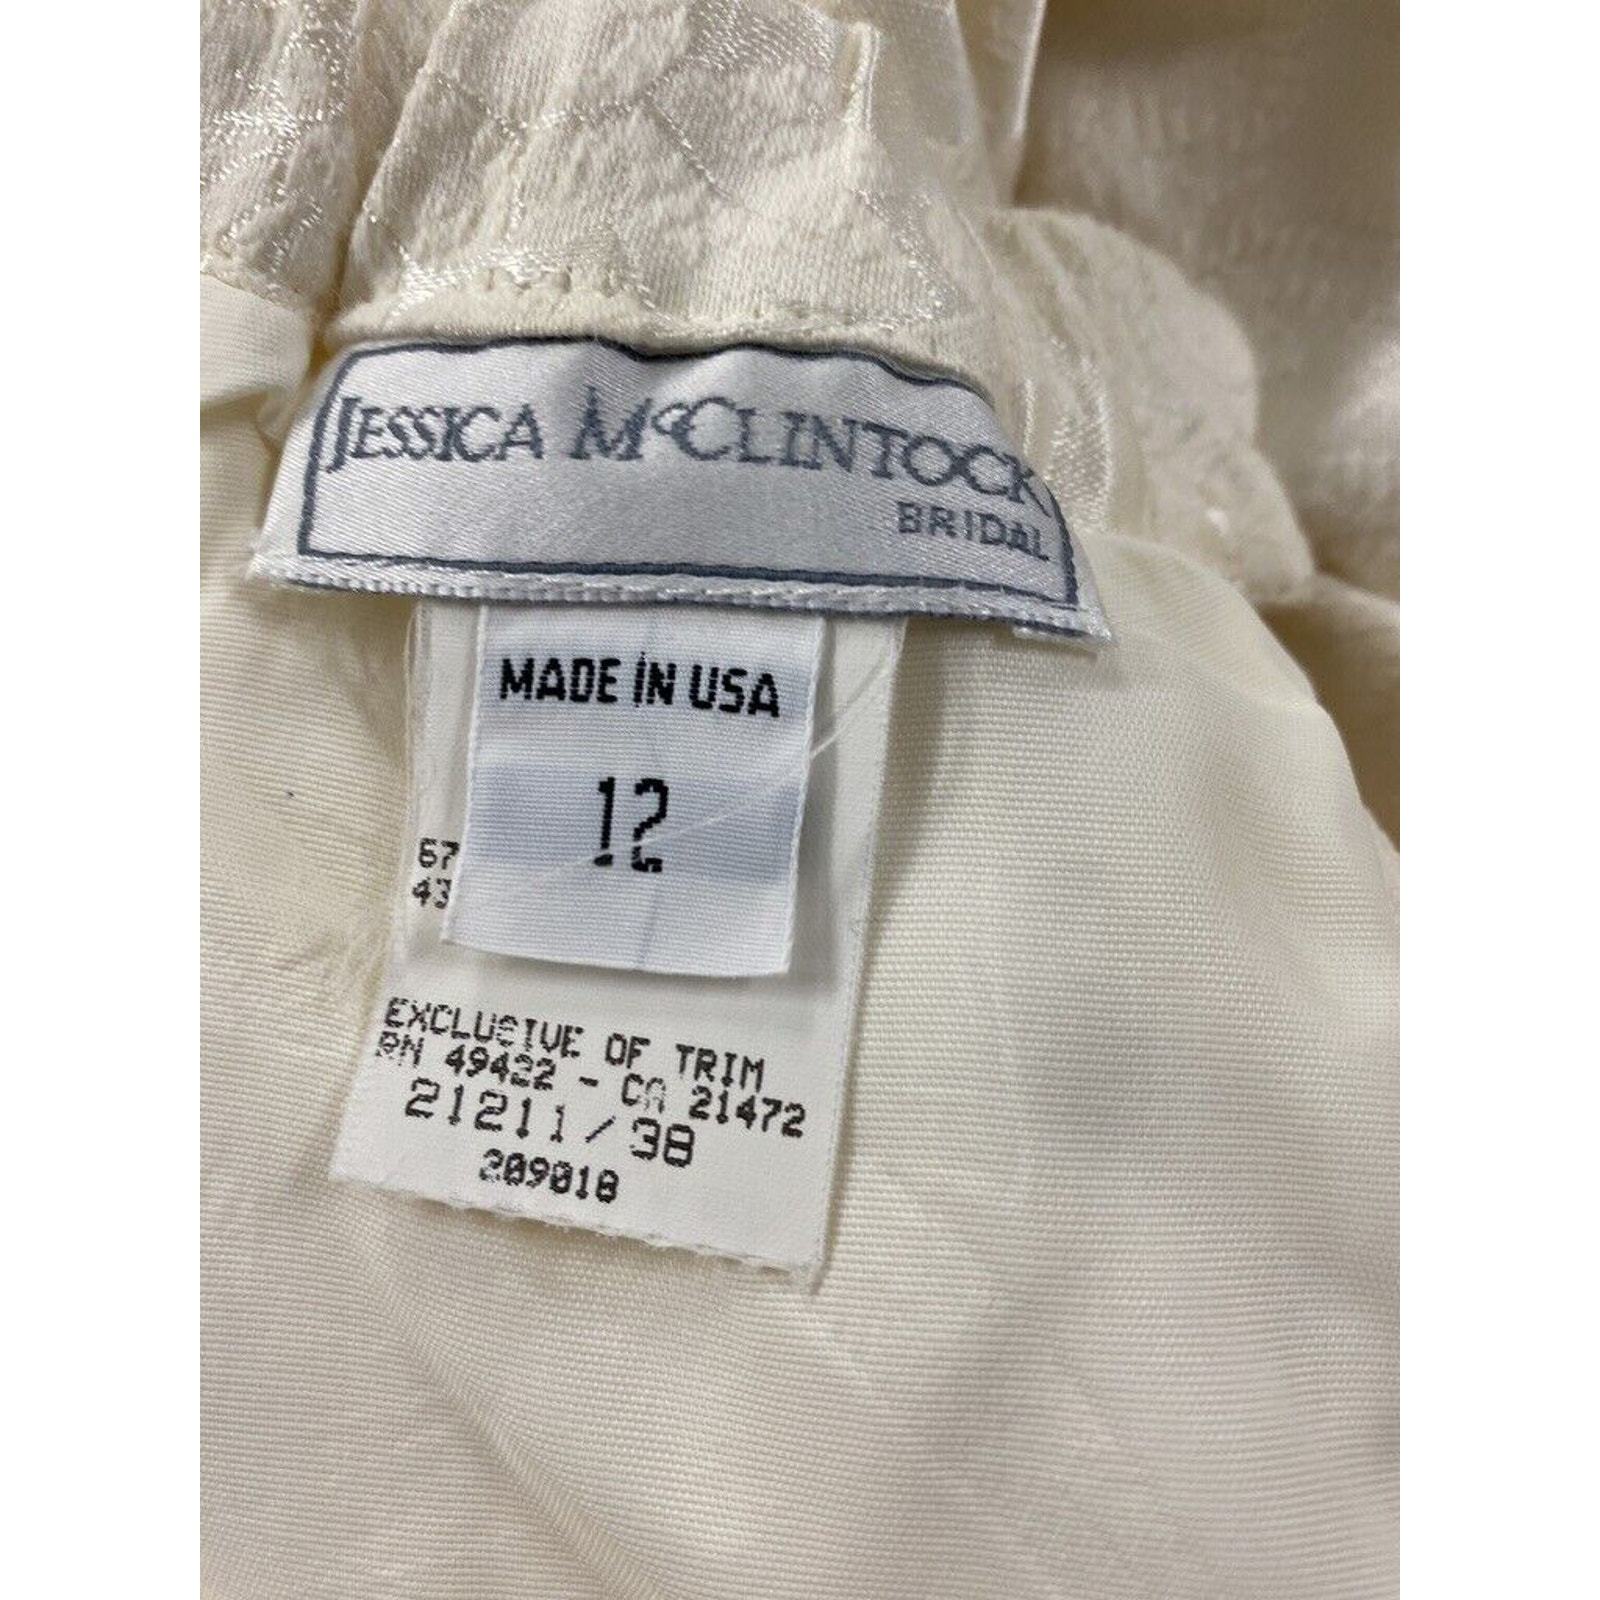 JESSICA McCLINTOCK
BRIDAL
MADE IN USA
12
67
43
EXCLUSIVE OF TRIM
RN 49422 - CA 21472
21211/38
209018